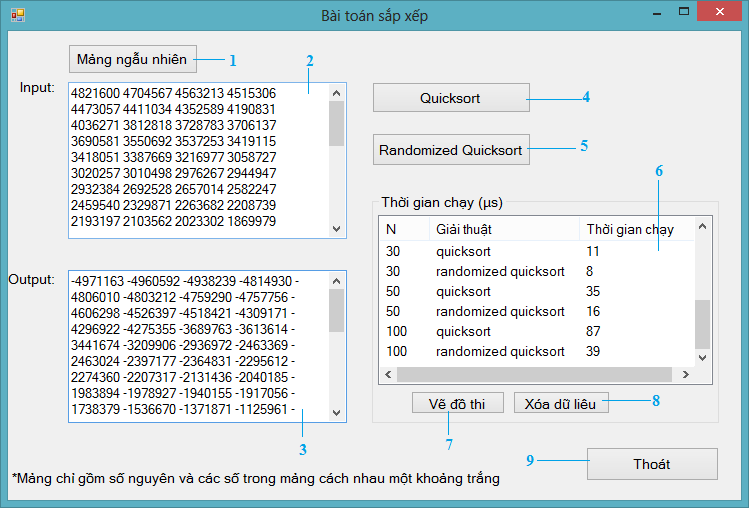 Bài toán sắp xếp
Mảng ngẫu nhiên
1
2
Input:
4821600 4704567 4563213 4515306
4473057 4411034 4352589 4190831
4036271 3812818 3728783 3706137
3690581 3550692 3537253 3419115
3418051 3387669 3216977 3058727
3020257 3010498 2976267 2944947
2932384 2692528 2657014 2582247
2459540 2329871 2263682 2208739
2193197 2103562 2023302 1869979
Quicksort
4
Randomized Quicksort
5
6
Thời gian chạy (µs)
N Giải thuật Thời gian chạy
30 quicksort 11
30 randomized quicksort 8
50 quicksort 35
50 randomized quicksort 16
100 quicksort 87
100 randomized quicksort 39
Output:
-4971163 -4960592 -4938239 -4814930 -
4806010 -4803212 -4759290 -4757756 -
4606298 -4526397 -4518421 -4309171 -
4296922 -4275355 -3689763 -3613614 -
3441674 -3209906 -2936972 -2463369 -
2463024 -2397177 -2364831 -2295612 -
2274360 -2207317 -2131436 -2040185 -
1983894 -1978927 -1940155 -1917056 -
1738379 -1536670 -1371871 -1125961 -
3
Vẽ đồ thi
Xóa dữ liêu
8
7
9
Thoát
*Mảng chỉ gồm số nguyên và các số trong mảng cách nhau một khoảng trắng